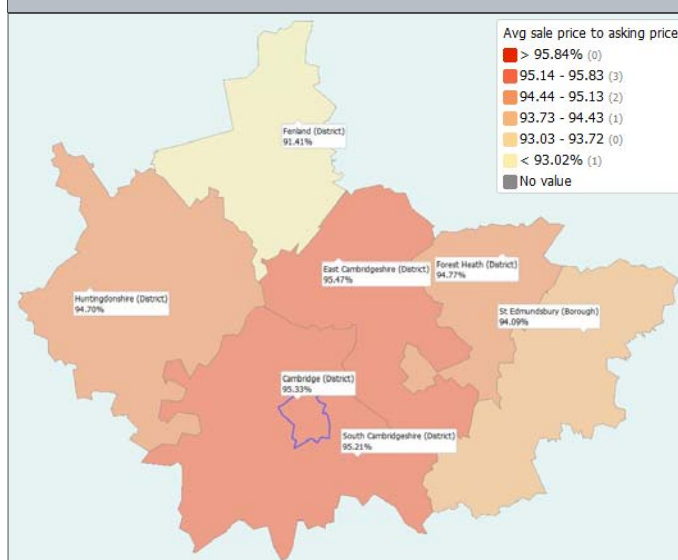 Avg sale price to asking price
> 95.84% (0)
95.14 - 95.83 (3)
94.44 - 95.13 (2)
93.73 - 94.43 (1)
93.03 - 93.72 (0)
< 93.02% (1)
No value
Fenland (District)
91.41%
East Cambridgeshire (District)
95.47%
Forest Heath (District)
94.77%
Huntingdonshire (District)
94.70%
St Edmundsbury (Borough)
94.09%
Cambridge (District)
95.33%
South Cambridgeshire (District)
95.21%